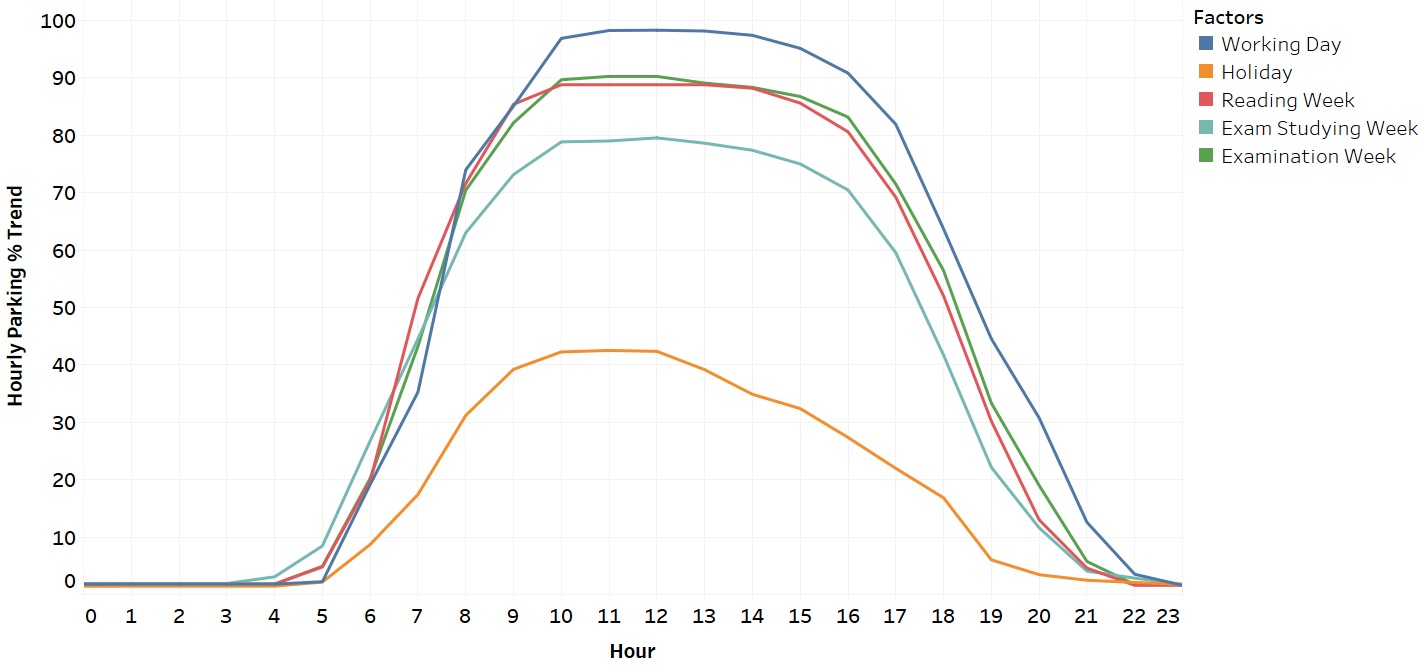 Factors
Working Day
Holiday
Reading Week
Exam Studying Week
Examination Week
Hourly Parking % Trend
100
90
80
70
60
50
40
30
20
10
0
0 1 2 3 4 5 6 7 8 9 10 11 12 13 14 15 16 17 18 19 20 21 22 23
Hour